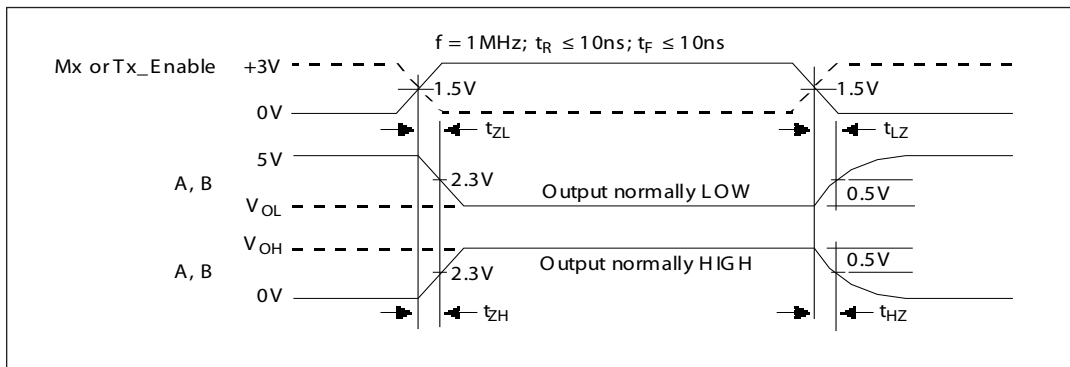 f = 1MHz; tR ≤ 10ns; tF ≤ 10ns
Mx or Tx_Enable
+3V
1.5V
1.5V
0V
tZL
tLZ
5V
A, B
2.3V
Output normally LOW
0.5V
VOL
VOH
A, B
2.3V
Output normally HIGH
0.5V
0V
tZH
tHZ